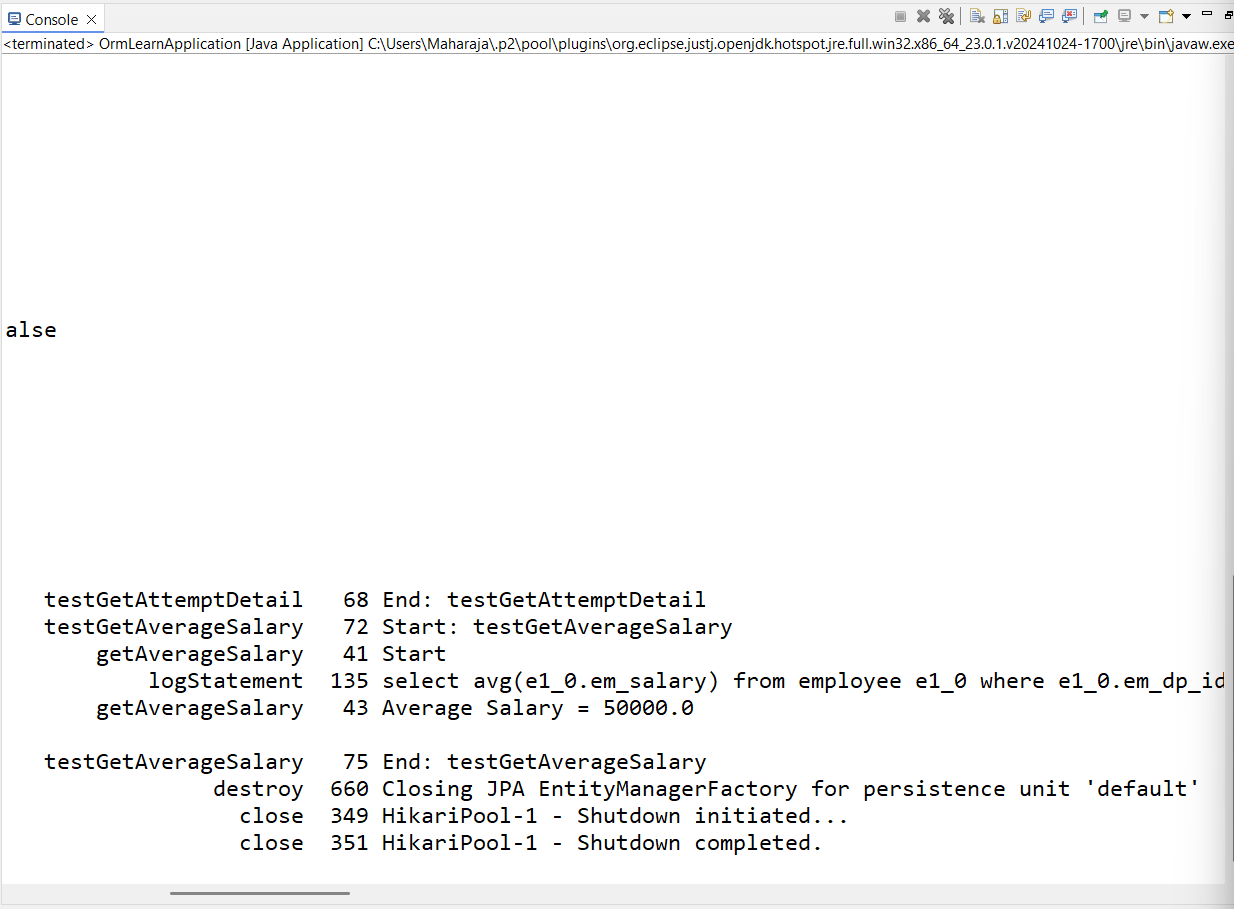 Console
<terminated> OrmLearnApplication [Java Application] C:\Users\Maharaja\.p2\pool\plugins\org.eclipse.justj.openjdk.hotspot.jre.full.win32.x86_64_23.0.1.v20241024-1700\jre\bin\javaw.exe
alse
testGetAttemptDetail 68 End: testGetAttemptDetail
testGetAverageSalary 72 Start: testGetAverageSalary
getAverageSalary 41 Start
logStatement 135 select avg(e1_0.em_salary) from employee e1_0 where e1_0.em_dp_id
getAverageSalary 43 Average Salary = 50000.0
testGetAverageSalary 75 End: testGetAverageSalary
destroy 660 Closing JPA EntityManagerFactory for persistence unit 'default'
close 349 HikariPool-1 - Shutdown initiated...
close 351 HikariPool-1 - Shutdown completed.